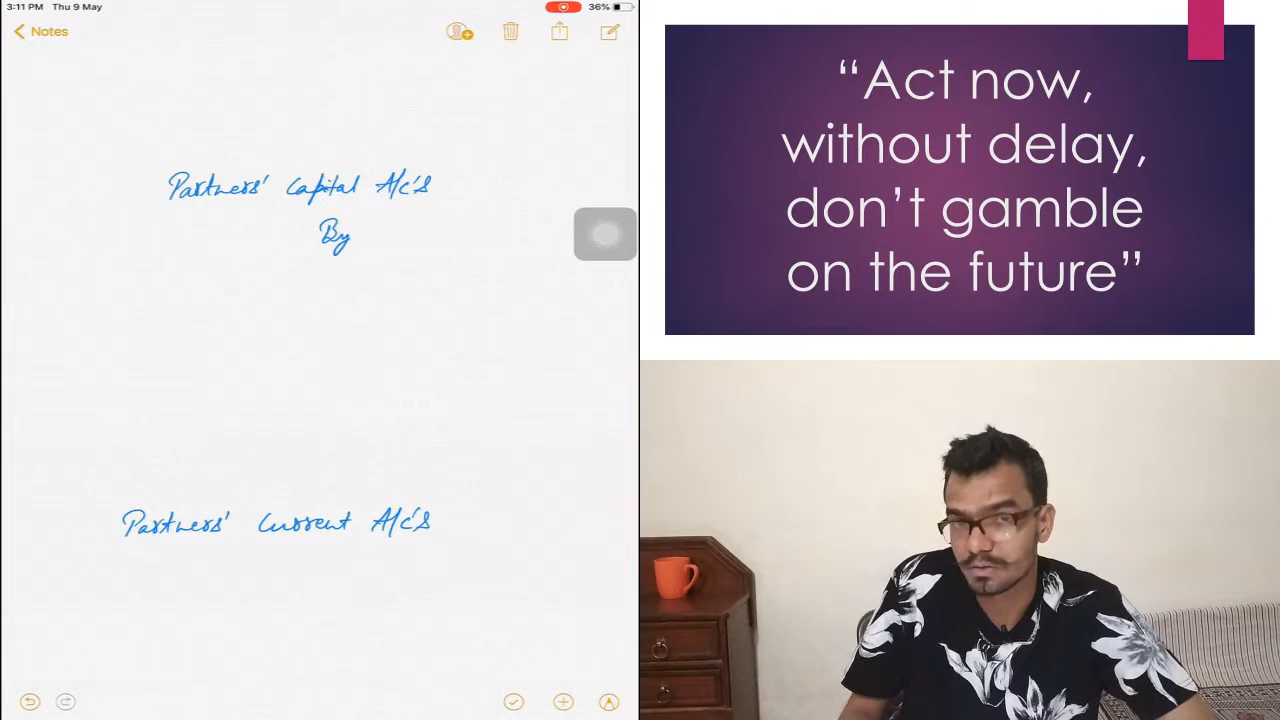 3:11 PM Thu 9 May
36%
Notes
Partners' Capital A/c's
By
Partners' Current A/c's
“Act now,
without delay,
don’t gamble
on the future”